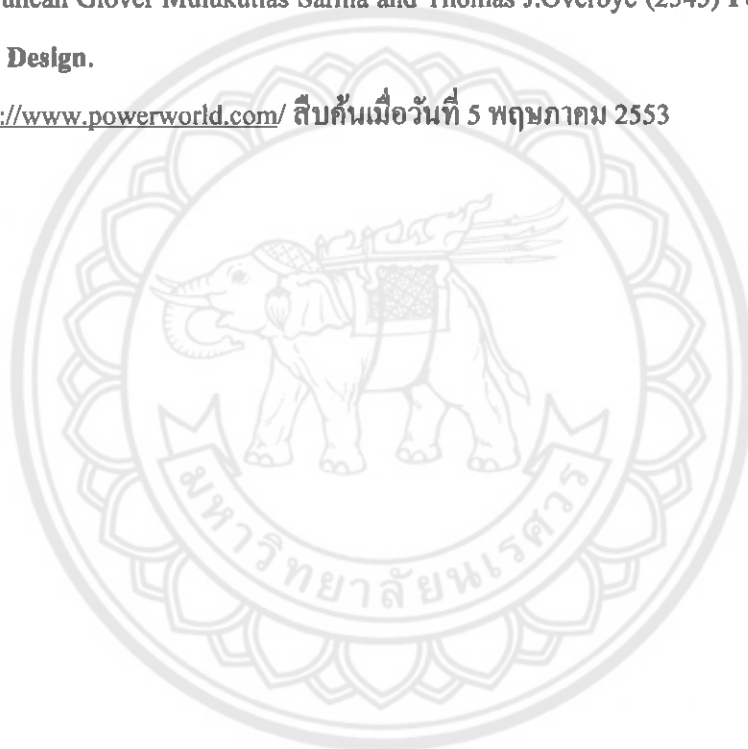 Glover Mulukutlas Sarma and Thomas J.Overbye (2545)
Design.
://www.powerworld.com/ สืบค้นเมื่อวันที่ 5 พฤษภาคม 2553
มหาวิทยาลัยนเรศวร